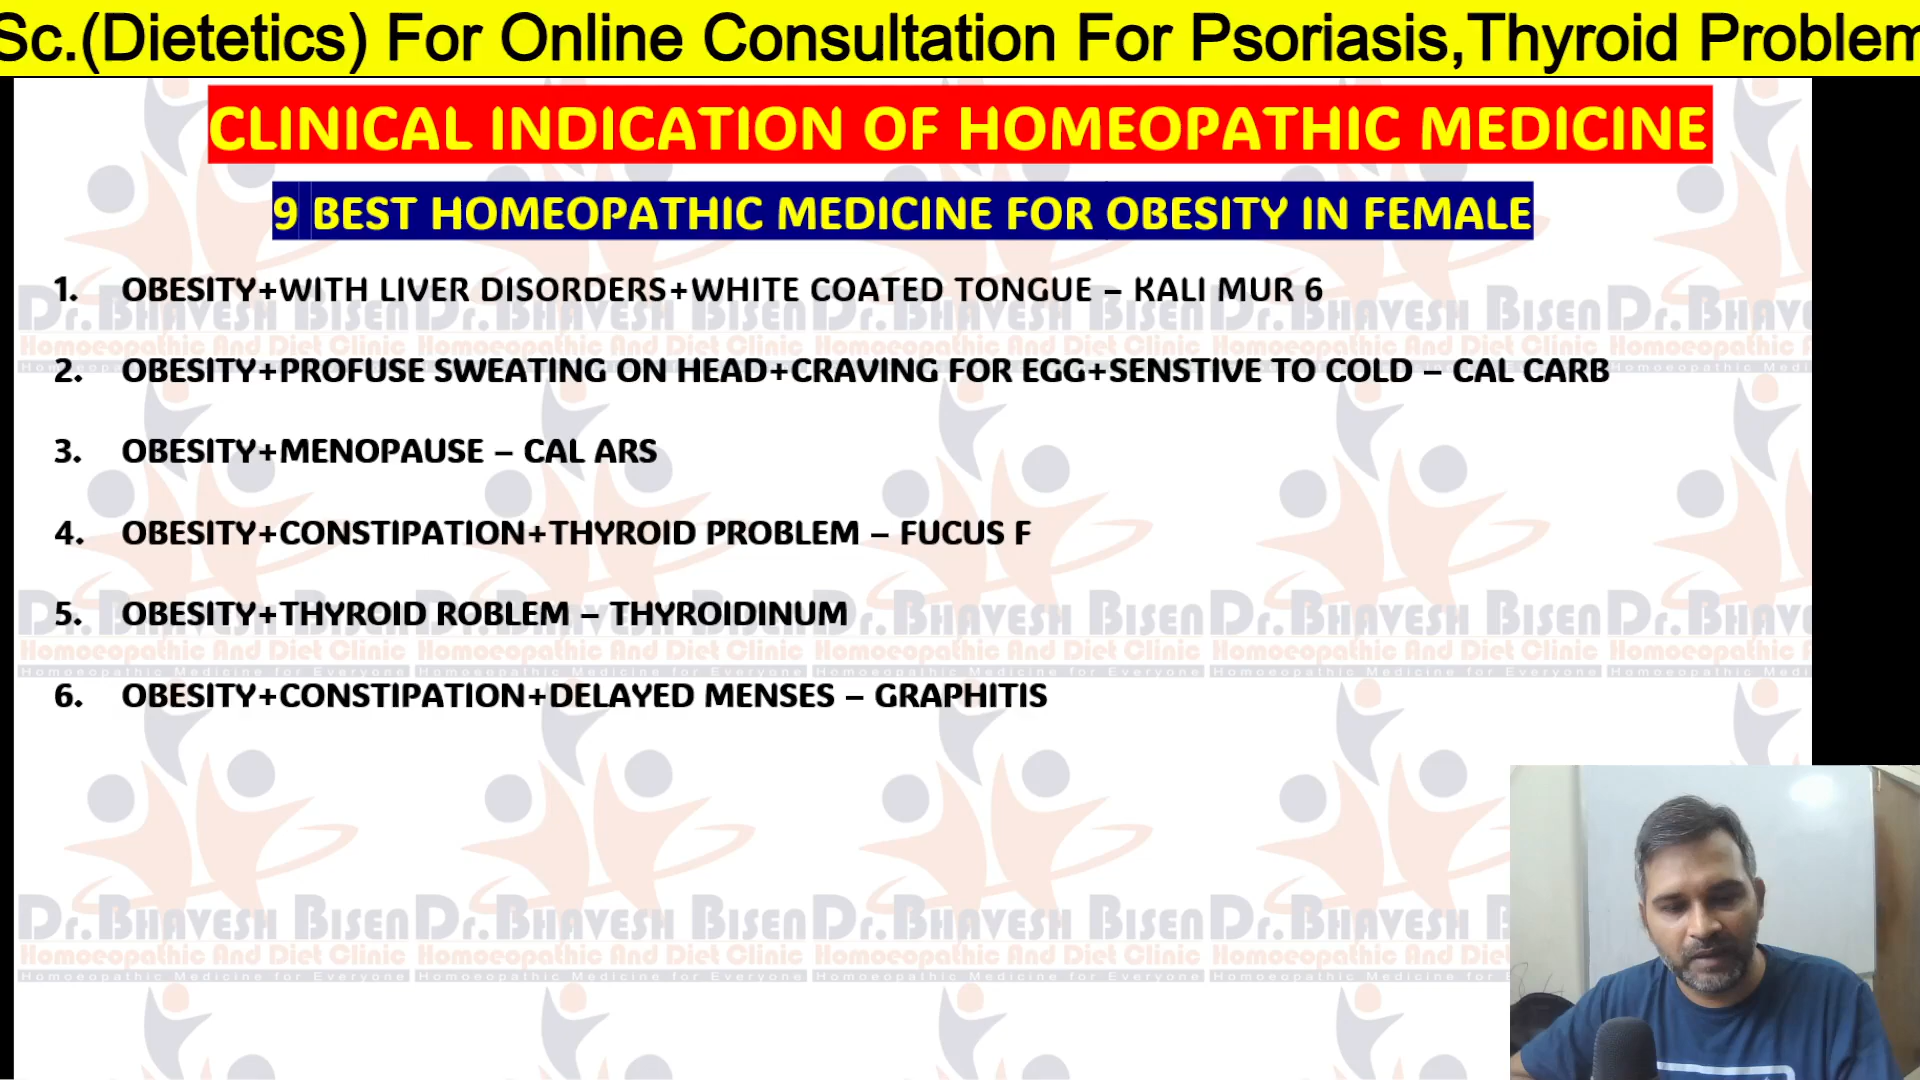 Sc.(Dietetics) For Online Consultation For Psoriasis,Thyroid Problem
CLINICAL INDICATION OF HOMEOPATHIC MEDICINE
9 BEST HOMEOPATHIC MEDICINE FOR OBESITY IN FEMALE
1. OBESITY+WITH LIVER DISORDERS+WHITE COATED TONGUE – KALI MUR 6
2. OBESITY+PROFUSE SWEATING ON HEAD+CRAVING FOR EGG+SENSTIVE TO COLD – CAL CARB
3. OBESITY+MENOPAUSE – CAL ARS
4. OBESITY+CONSTIPATION+THYROID PROBLEM – FUCUS F
5. OBESITY+THYROID ROBLEM – THYROIDINUM
6. OBESITY+CONSTIPATION+DELAYED MENSES – GRAPHITIS
Dr. BHAVESH BISEN
Homoeopathic And Diet Clinic
Homoeopathic Medicine for Everyone